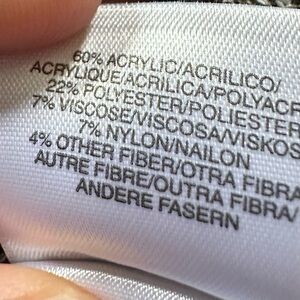 60% ACRYLIC/ACRILICO/
ACRYLIQUE/ACRILICA/POLYACR
22% POLYESTER/POLIESTER
7% VISCOSE/VISCOSA/VISKOS
7% NYLON/NAILON
4% OTHER FIBER/OTRA FIBRA
AUTRE FIBRE/OUTRA FIBRA/
ANDERE FASERN